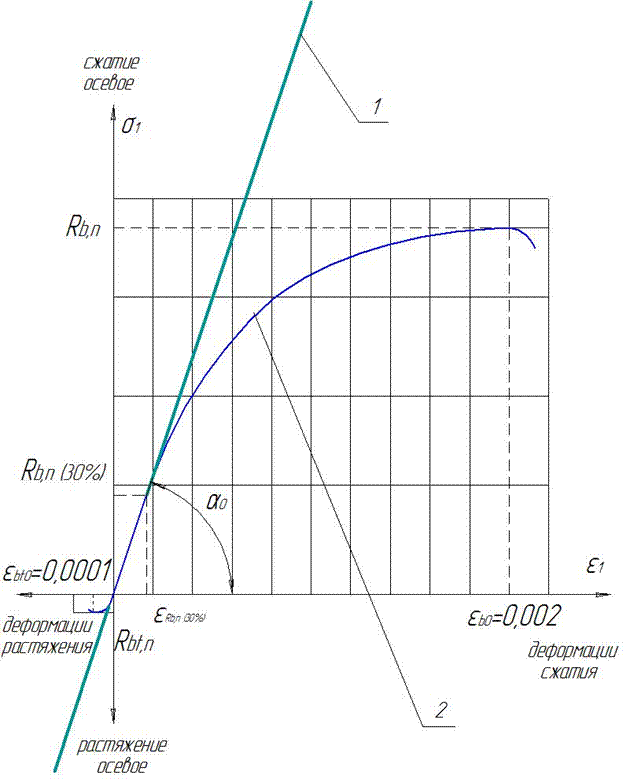 сжатие
осевое
σ1
1
Rb,n
Rb,n (30%)
α0
εbt0=0,0001
ε1
εRb,n (30%)
εb0=0,002
деформации
растяжения
Rbt,n
деформации
сжатия
2
растяжение
осевое